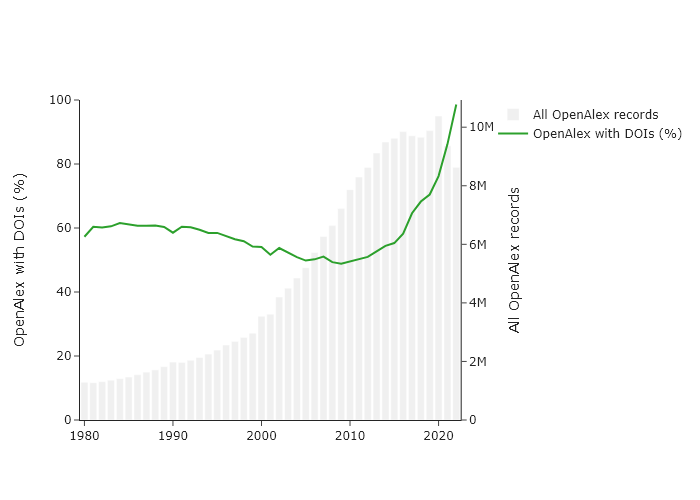 100
80
60
40
20
0
OpenAlex with DOIs (%)
1980
1990
2000
2010
2020
10M
8M
6M
4M
2M
0
All OpenAlex records
All OpenAlex records
OpenAlex with DOIs (%)